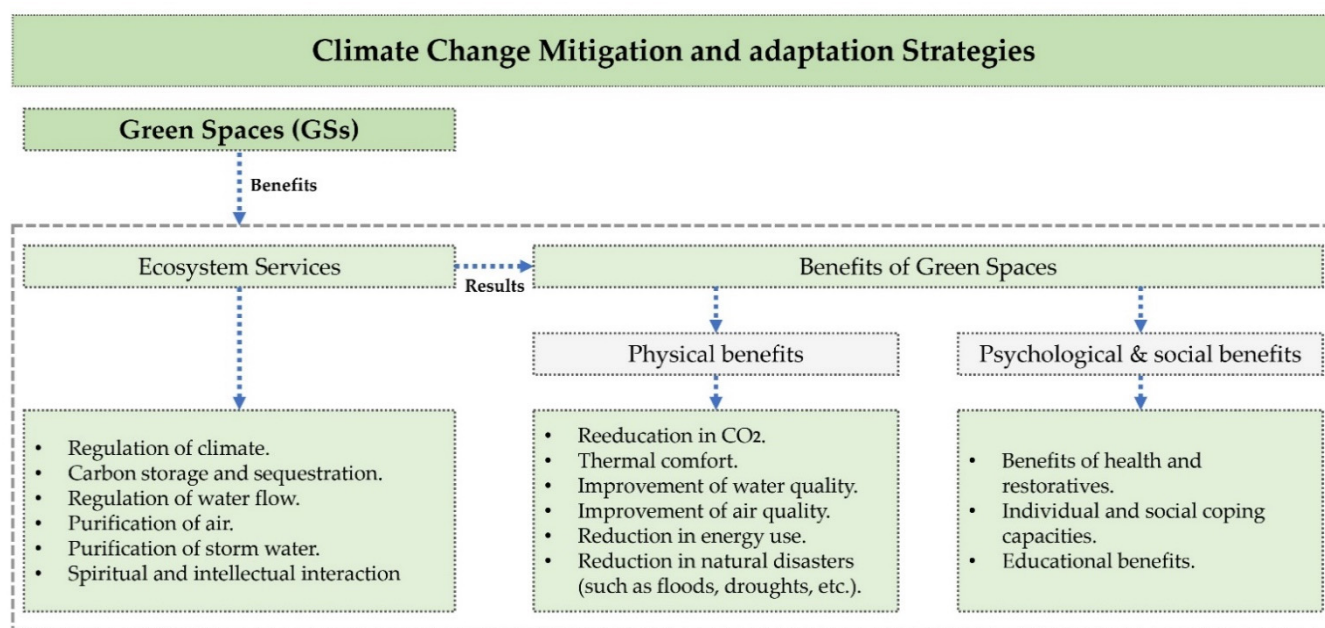 Climate Change Mitigation and adaptation Strategies
Green Spaces (GSs)
Benefits
Ecosystem Services
Results
Benefits of Green Spaces
Physical benefits
Psychological & social benefits
• Regulation of climate.
• Carbon storage and sequestration.
• Regulation of water flow.
• Purification of air.
• Purification of storm water.
• Spiritual and intellectual interaction
• Reeducation in CO2.
• Thermal comfort.
• Improvement of water quality.
• Improvement of air quality.
• Reduction in energy use.
• Reduction in natural disasters
(such as floods, droughts, etc.).
• Benefits of health and
restoratives.
• Individual and social coping
capacities.
• Educational benefits.